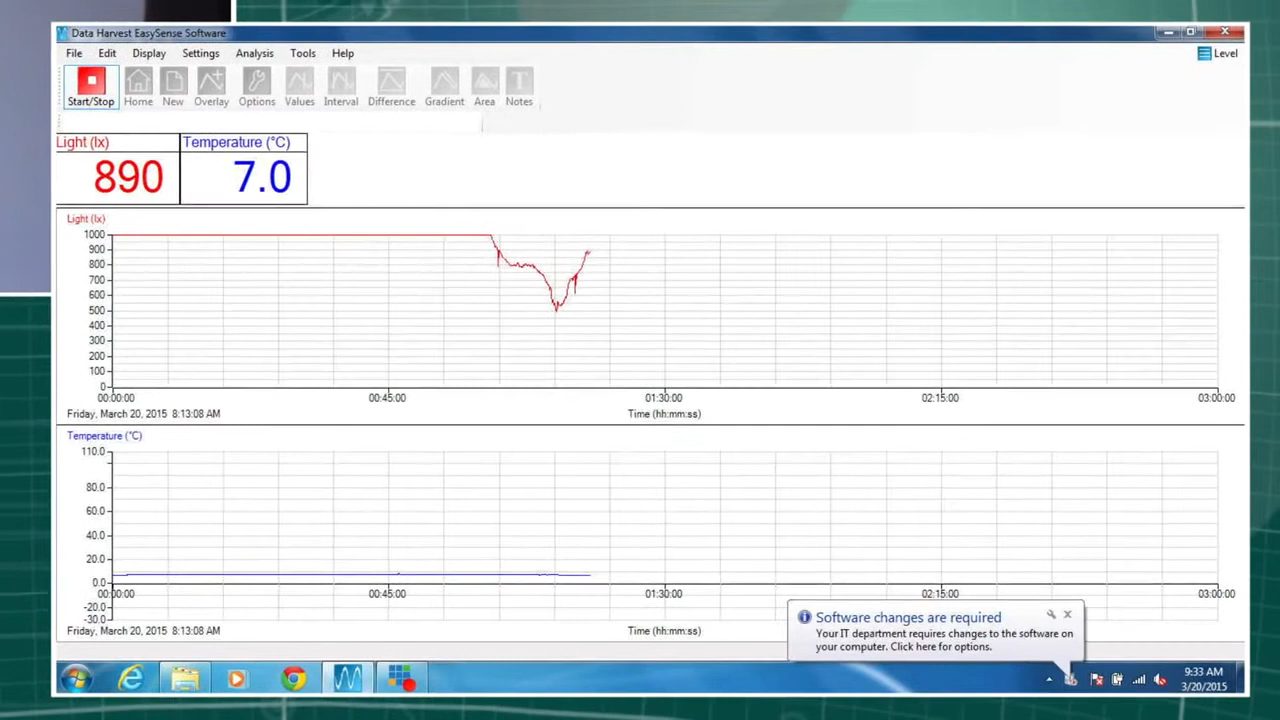 Data Harvest EasySense Software
File Edit Display Settings Analysis Tools Help
Level
Start/Stop Home New Overlay Options Values Interval Difference Gradient Area Notes
Light (lx) Temperature (°C)
890 7.0
Light (lx)
1000
900
800
700
600
500
400
300
200
100
0
00:00:00 00:45:00 01:30:00 02:15:00 03:00:00
Friday, March 20, 2015 8:13:08 AM Time (hh:mm:ss)
Temperature (°C)
110.0
80.0
60.0
40.0
20.0
0.0
00:00:00 00:45:00 01:30:00 02:15:00 03:00:00
-20.0
-30.0
Friday, March 20, 2015 8:13:08 AM Time (hh:mm:ss)
Software changes are required
Your IT department requires changes to the software on
your computer. Click here for options.
9:33 AM
3/20/2015